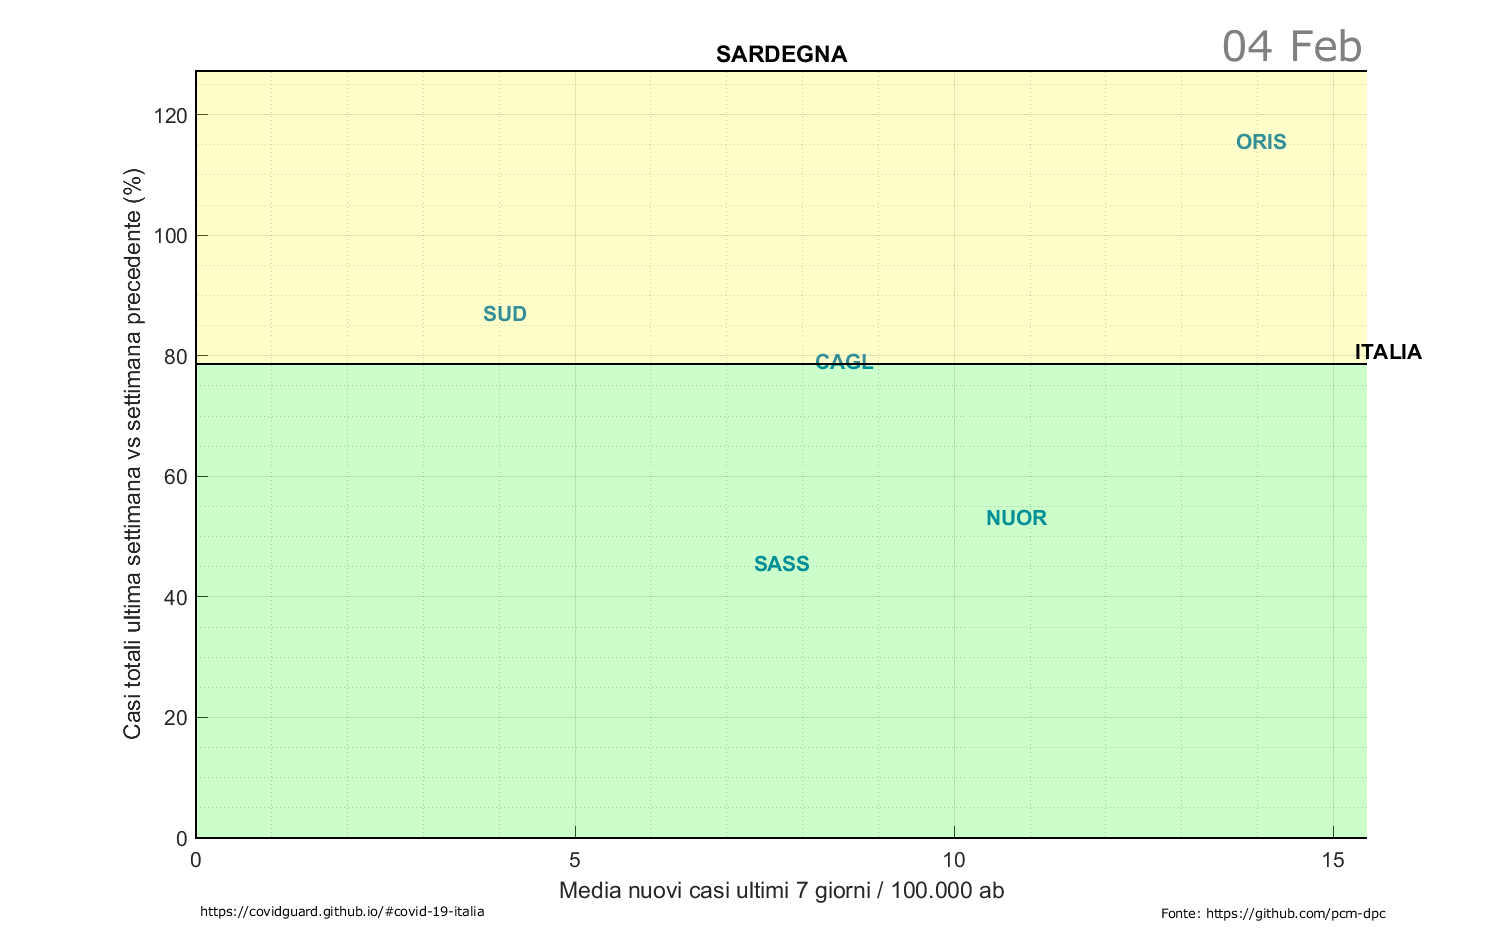 SARDEGNA
04 Feb
120
100
80
60
40
20
0
Casi totali ultima settimana vs settimana precedente (%)
ORIS
SUD
CAGL
ITALIA
NUOR
SASS
0 5 10 15
Media nuovi casi ultimi 7 giorni / 100.000 ab
https://covidguard.github.io/#covid-19-italia
Fonte: https://github.com/pcm-dpc